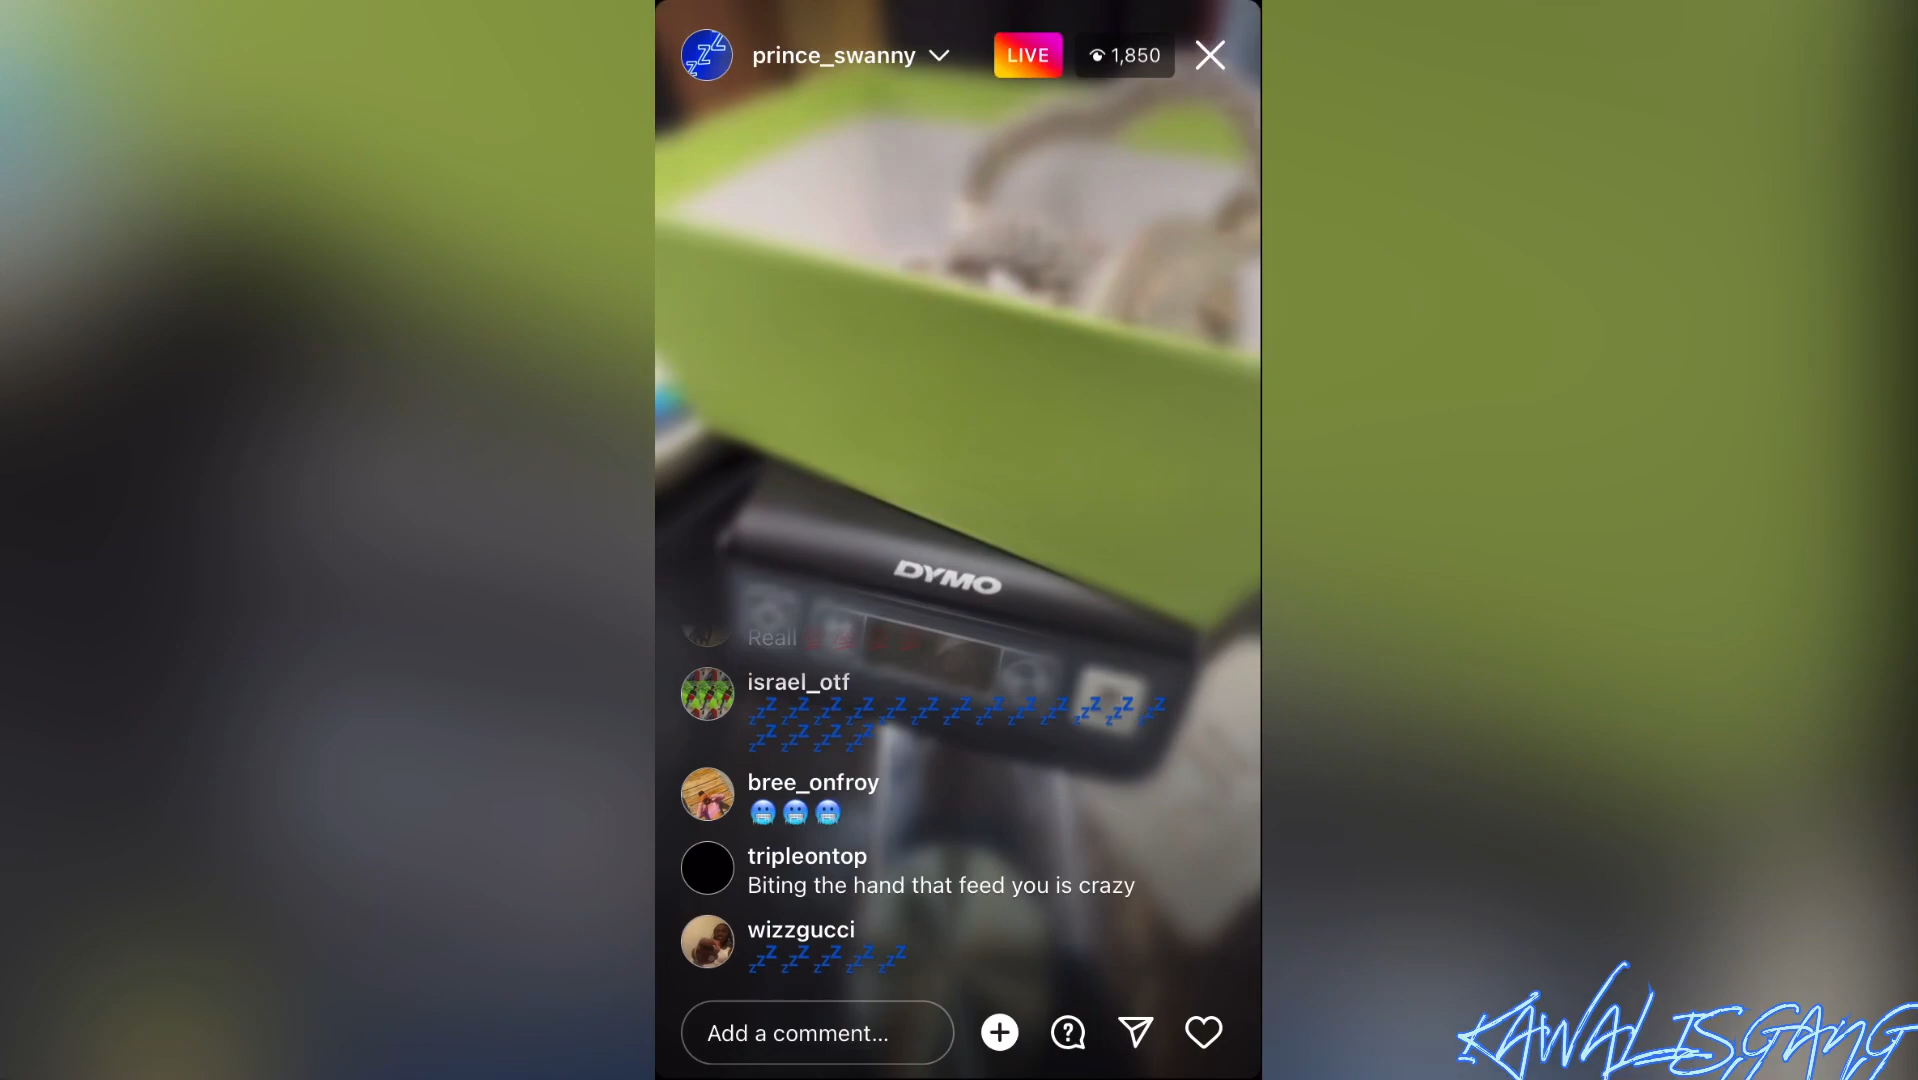 prince_swanny
LIVE
1,850
DYMO
Reall
israel_otf
bree_onfroy
tripleontop
Biting the hand that feed you is crazy
wizzgucci
Add a comment...
KAWALISGANG